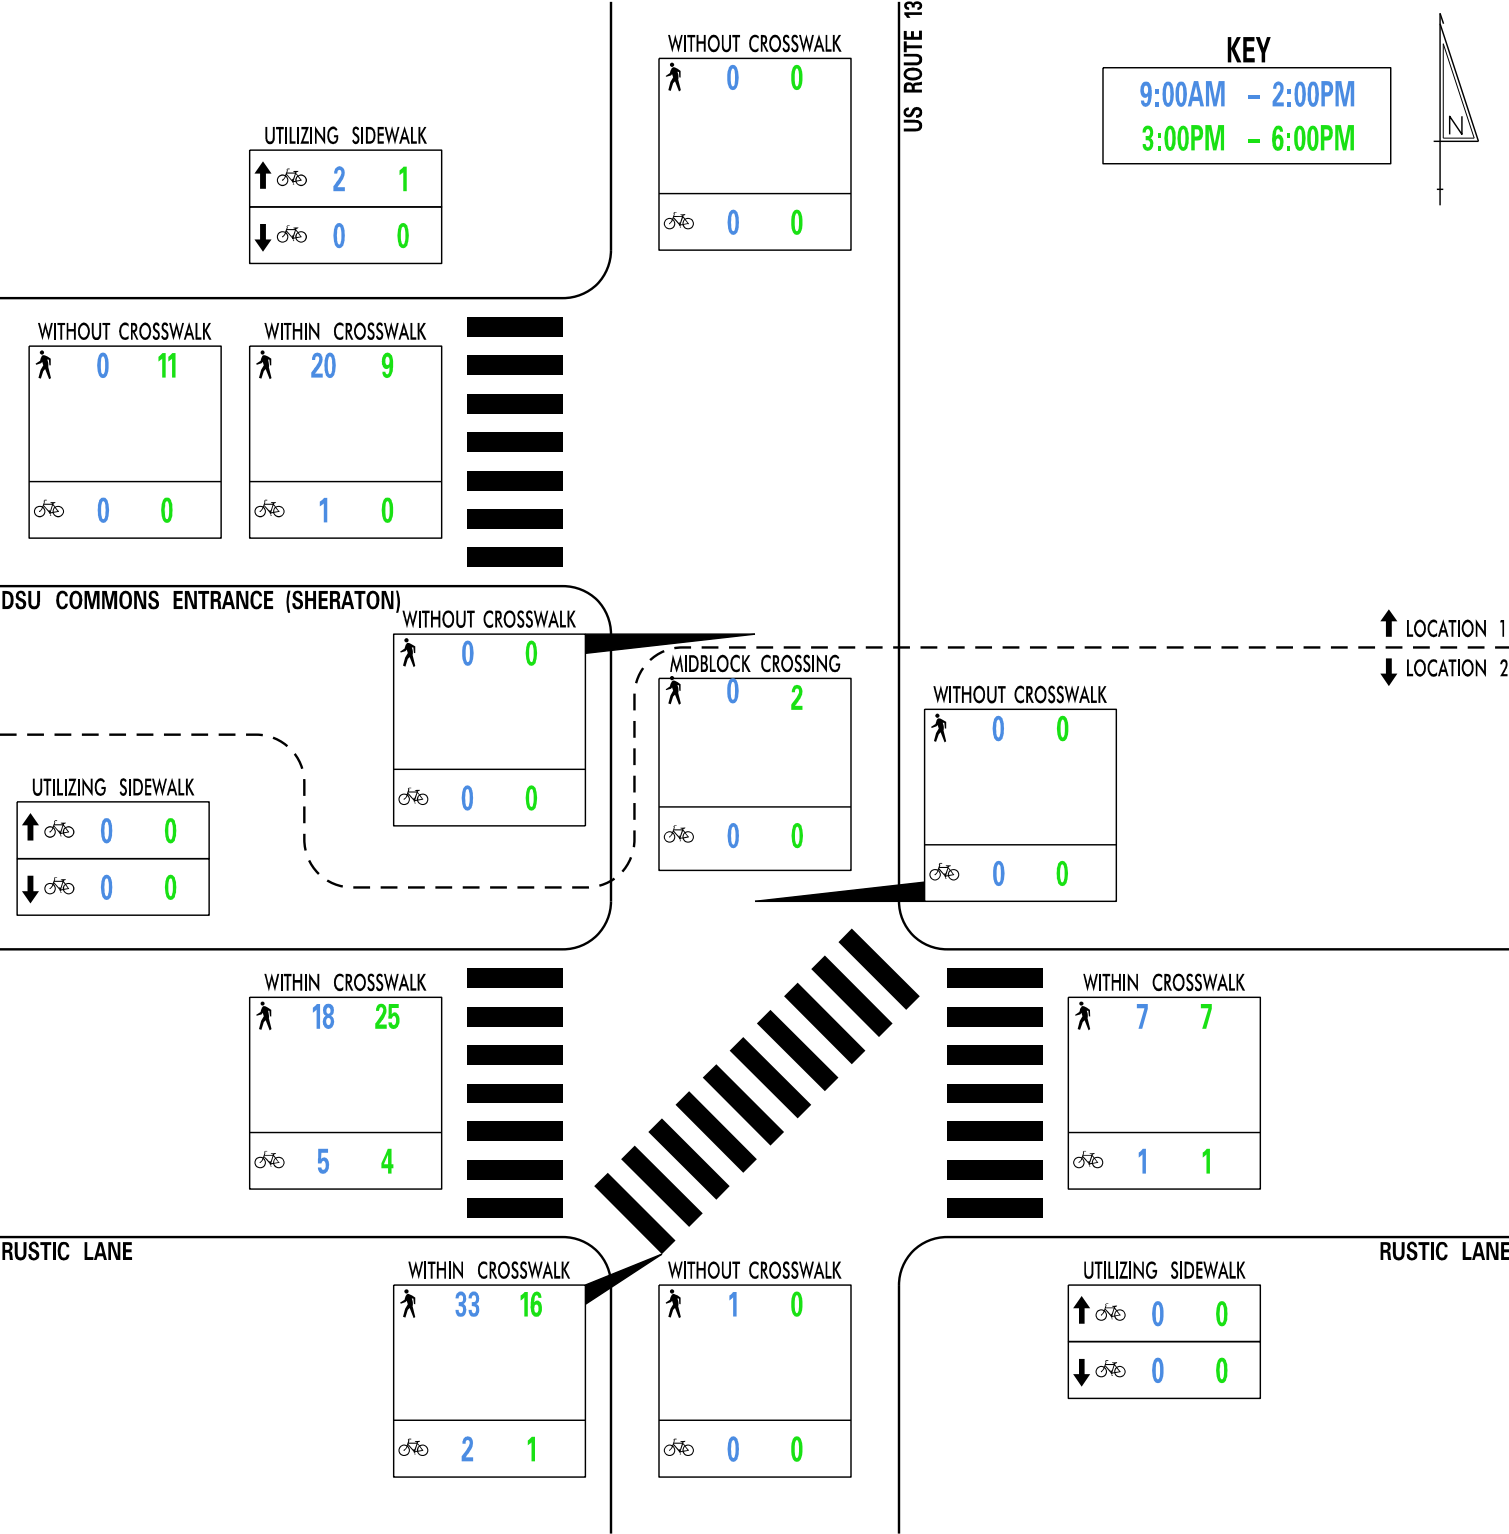 WITHOUT CROSSWALK
0 0
0 0
US ROUTE 13
KEY
9:00AM – 2:00PM
3:00PM – 6:00PM
N
UTILIZING SIDEWALK
2 1
0 0
WITHOUT CROSSWALK
0 11
0 0
WITHIN CROSSWALK
20 9
1 0
DSU COMMONS ENTRANCE (SHERATON)
WITHOUT CROSSWALK
0 0
0 0
LOCATION 1
LOCATION 2
MIDBLOCK CROSSING
0 2
0 0
WITHOUT CROSSWALK
0 0
0 0
UTILIZING SIDEWALK
0 0
0 0
WITHIN CROSSWALK
18 25
5 4
WITHIN CROSSWALK
7 7
1 1
RUSTIC LANE
RUSTIC LANE
WITHIN CROSSWALK
33 16
2 1
WITHOUT CROSSWALK
1 0
0 0
UTILIZING SIDEWALK
0 0
0 0